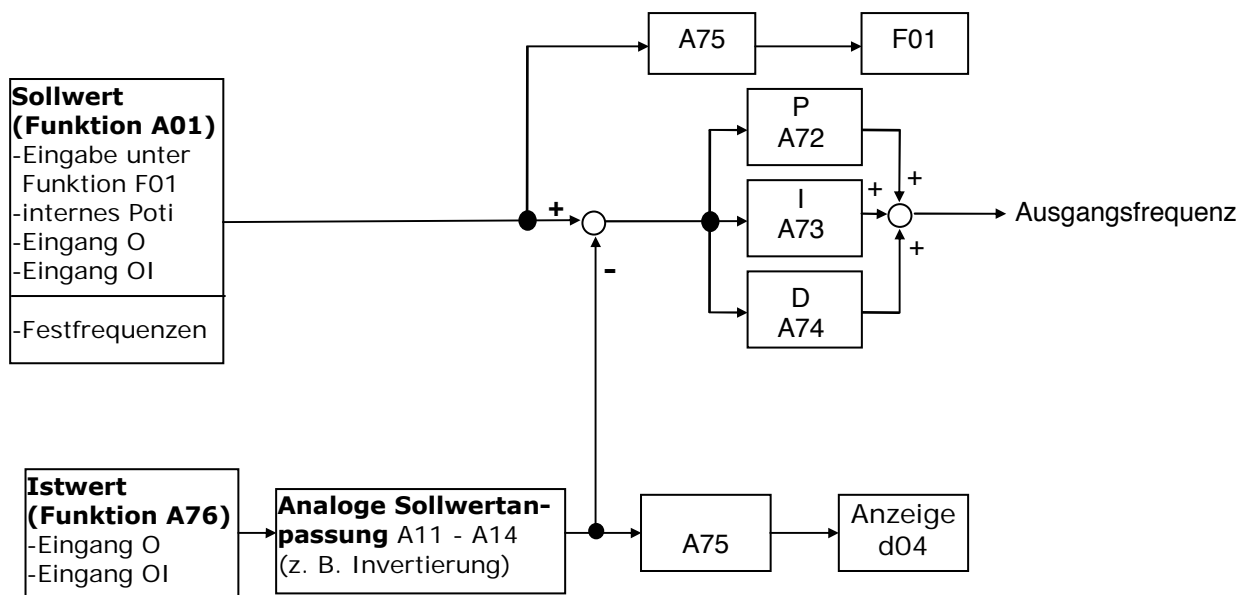 A75
F01
Sollwert
(Funktion A01)
-Eingabe unter
Funktion F01
-internes Poti
-Eingang O
-Eingang OI
-Festfrequenzen
P
A72
I
A73
D
A74
+
-
+
+
+
Ausgangsfrequenz
Istwert
(Funktion A76)
-Eingang O
-Eingang OI
Analoge Sollwertan-
passung A11 - A14
(z. B. Invertierung)
A75
Anzeige
d04